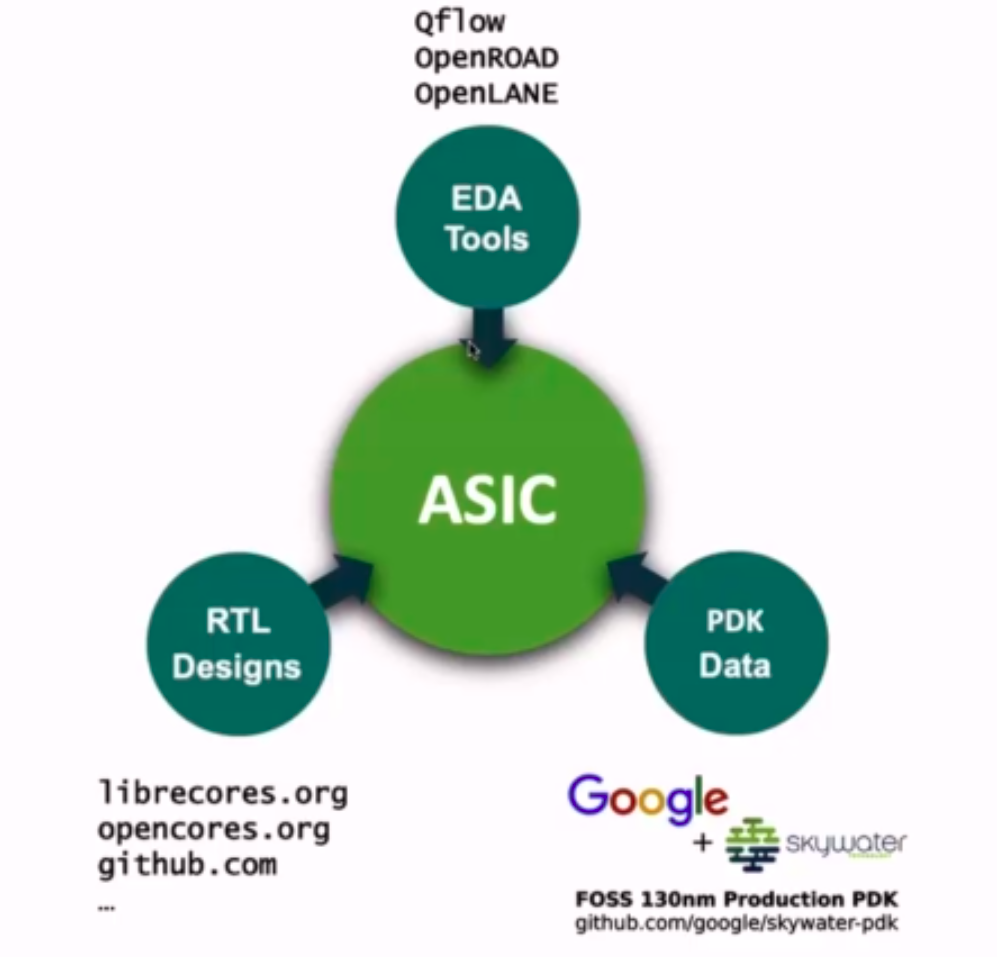 Qflow
OpenROAD
OpenLANE
EDA
Tools
ASIC
RTL
Designs
PDK
Data
librecores.org
opencores.org
github.com
...
Google
+ skywater
FOSS 130nm Production PDK
github.com/google/skywater-pdk